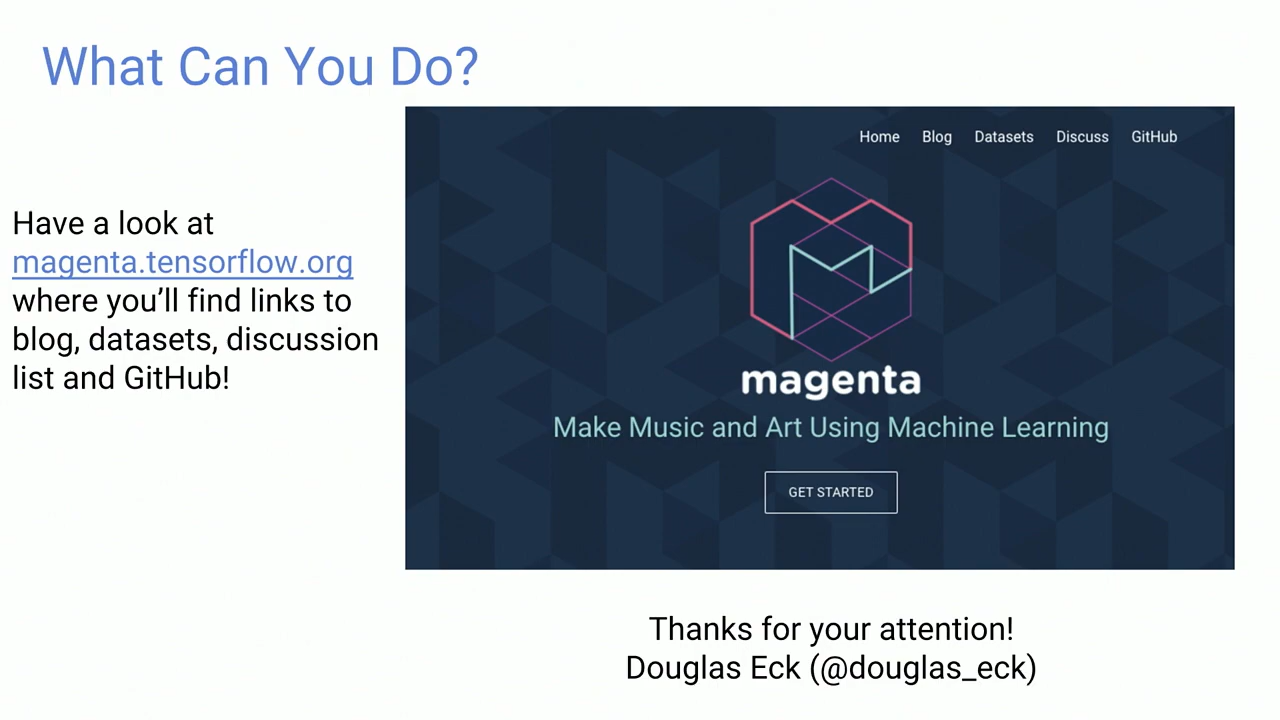 What Can You Do?
Have a look at
magenta.tensorflow.org
where you’ll find links to
blog, datasets, discussion
list and GitHub!
Home Blog Datasets Discuss GitHub
magenta
Make Music and Art Using Machine Learning
GET STARTED
Thanks for your attention!
Douglas Eck (@douglas_eck)